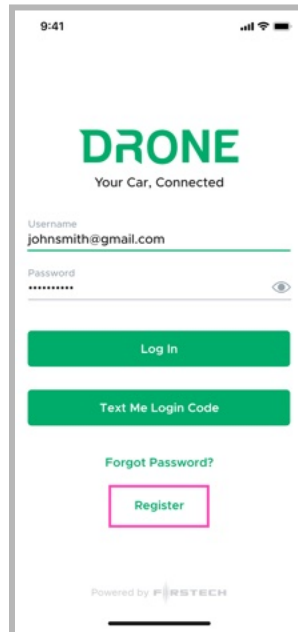 9:41
DRONE
Your Car, Connected
Username
johnsmith@gmail.com
Password
••••••••••
Log In
Text Me Login Code
Forgot Password?
Register
Powered by FIRSTECH